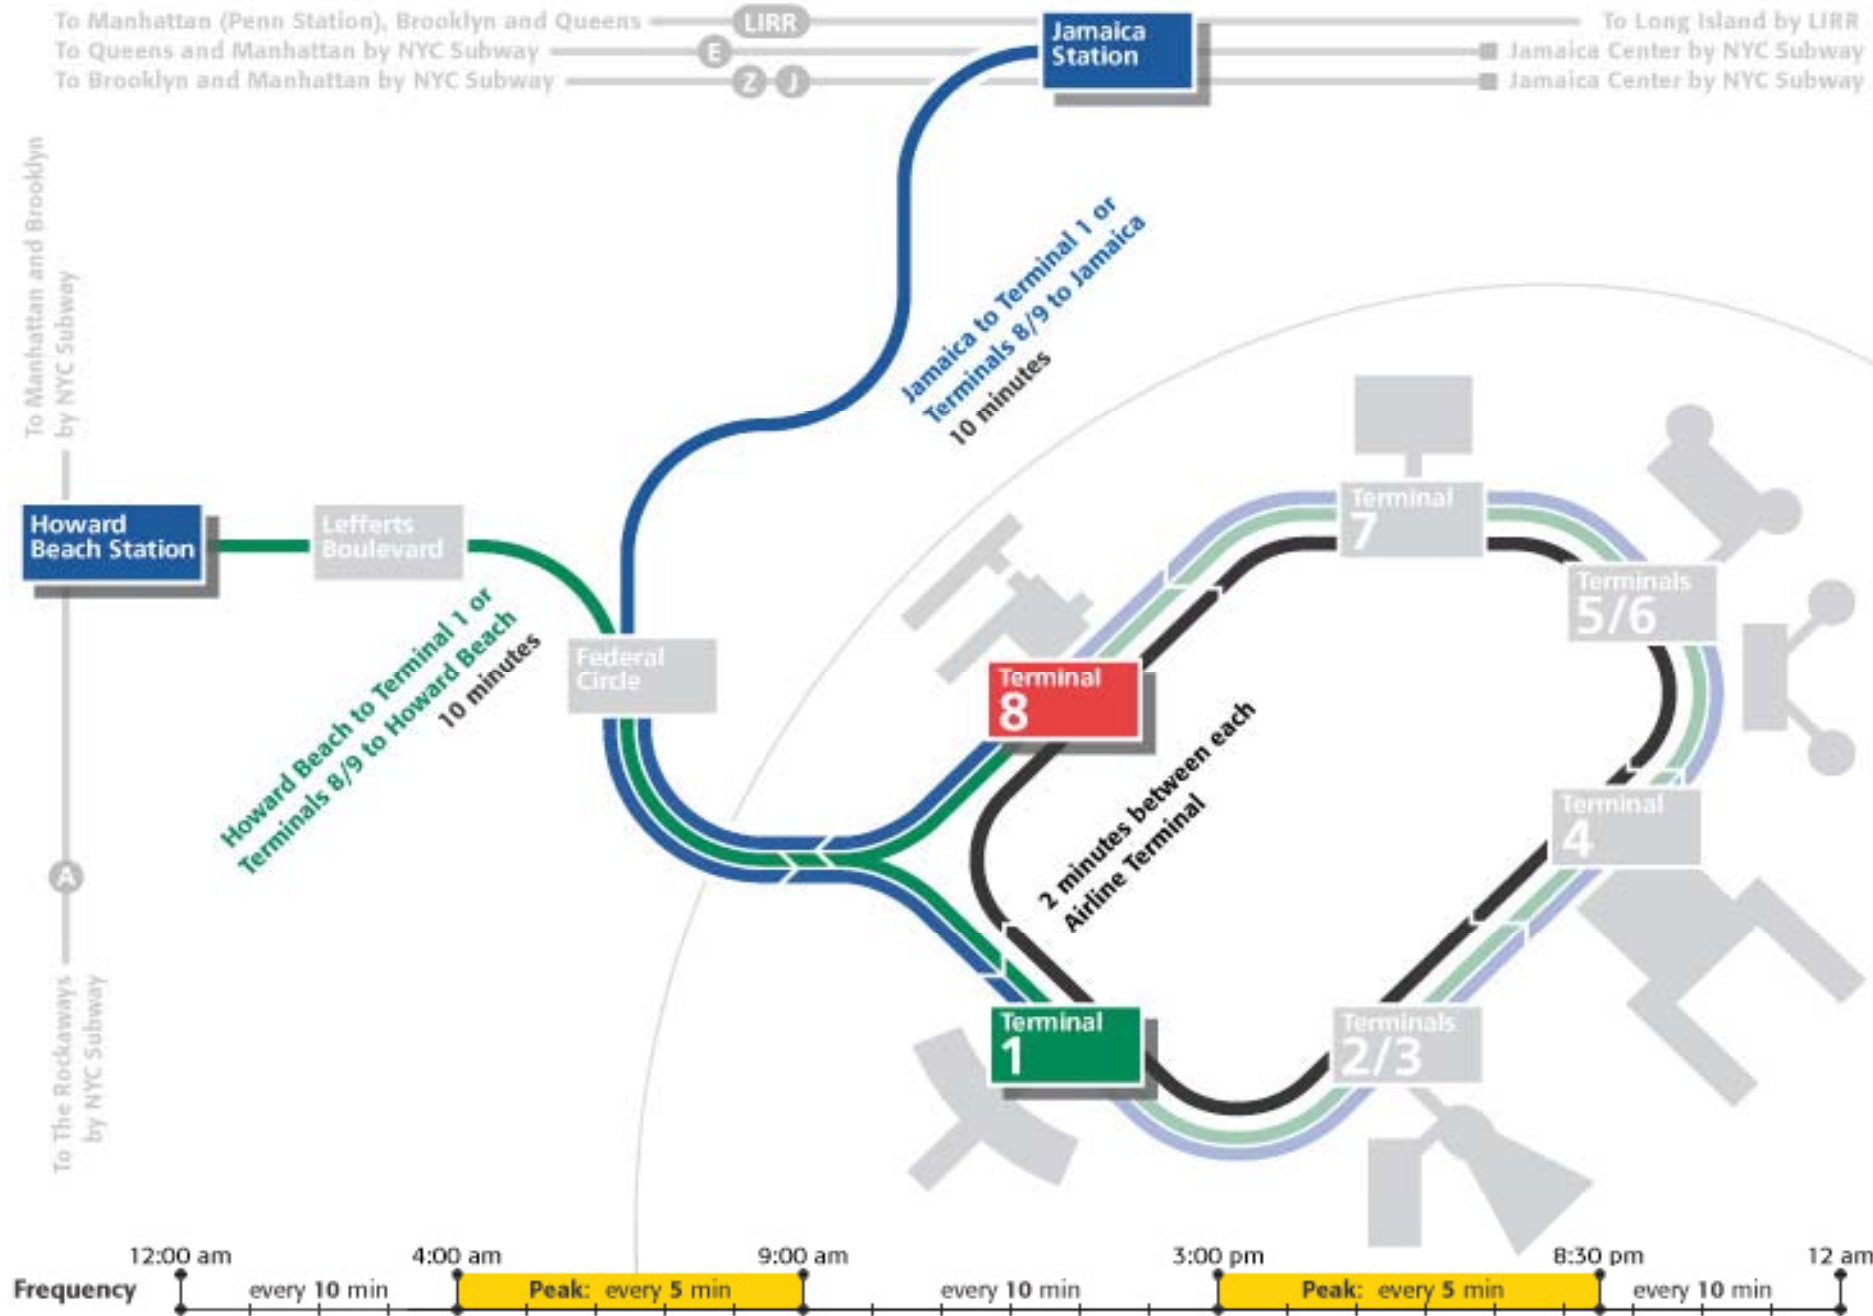 To Manhattan (Penn Station), Brooklyn and Queens
LIRR
To Long Island by LIRR
To Queens and Manhattan by NYC Subway
E
Jamaica Center by NYC Subway
To Brooklyn and Manhattan by NYC Subway
Z J
Jamaica Center by NYC Subway
Jamaica
Station
To Manhattan and Brooklyn
by NYC Subway
Jamaica to Terminal 1 or
Terminals 8/9 to Jamaica
10 minutes
Howard
Beach Station
Lefferts
Boulevard
Howard Beach to Terminal 1 or
Terminals 8/9 to Howard Beach
10 minutes
Federal
Circle
Terminal
7
Terminals
5/6
Terminal
8
2 minutes between each
Airline Terminal
Terminal
4
A
To The Rockaways
by NYC Subway
Terminal
1
Terminals
2/3
12:00 am
4:00 am
9:00 am
3:00 pm
8:30 pm
12 am
Frequency
every 10 min
Peak: every 5 min
every 10 min
Peak: every 5 min
every 10 min